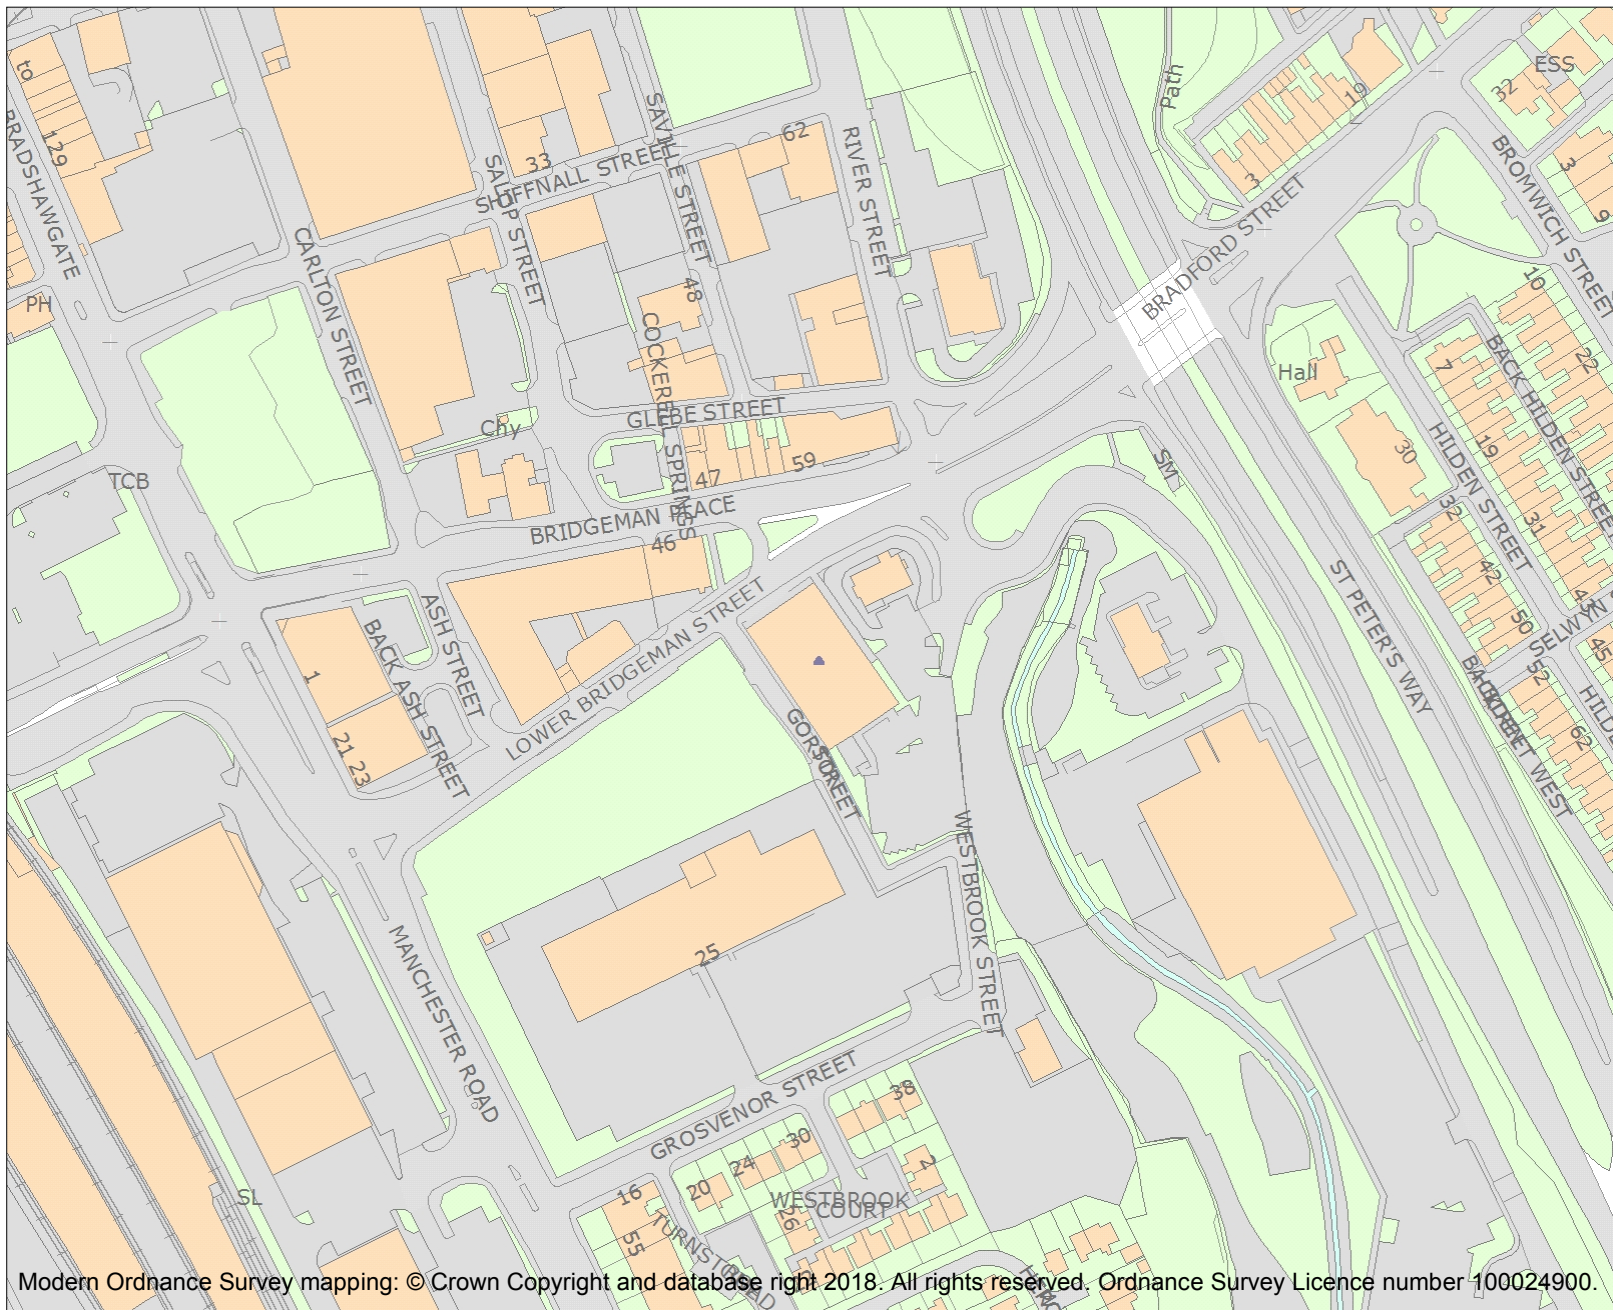 to
129
BRADSHAWGATE
PH
TCB
CARLTON STREET
33
SHIFFNALL STREET
SALOP STREET
SAVILLE STREET
62
RIVER STREET
48
COCKEREL SPRINGS
GLEBE STREET
Chy
47
59
BRIDGEMAN PLACE
46
Path
19
3
BRADFORD STREET
ESS
32
3
9
BROMWICH STREET
10
22
BACK HILDEN STREET
Hall
7
19
30
HILDEN STREET
31
32
42
43
50
SELWYN S
45
52
62
HILDE
SM
ST PETER'S WAY
WEST
1
21 23
BACK ASH STREET
ASH STREET
LOWER BRIDGEMAN STREET
GORSTON
STREET
WESTBROOK STREET
MANCHESTER ROAD
25
GROSVENOR STREET
38
30
24
20
16
55
2
26
WESTBROOK
COURT
SL
Modern Ordnance Survey mapping: © Crown Copyright and database right 2018. All rights reserved. Ordnance Survey Licence number 100024900.